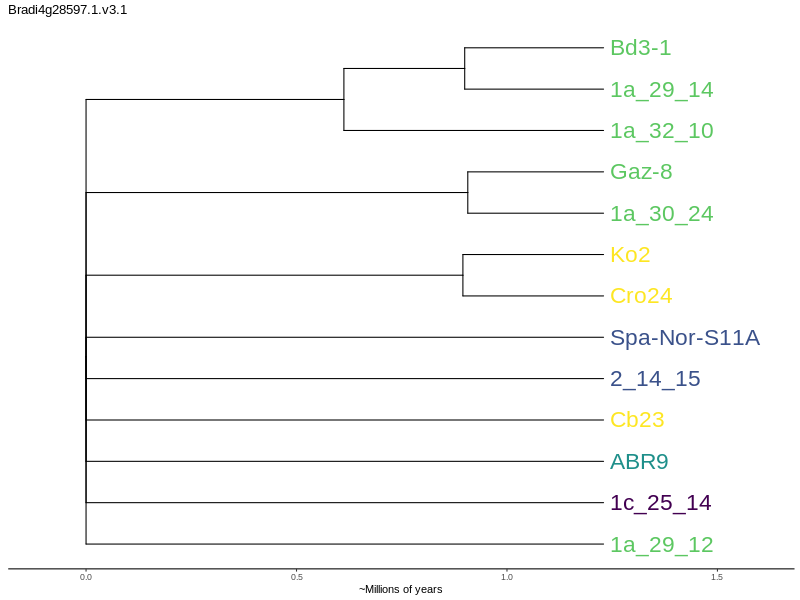 Bradi4g28597.1.v3.1
Bd3-1
1a_29_14
1a_32_10
Gaz-8
1a_30_24
Ko2
Cro24
Spa-Nor-S11A
2_14_15
Cb23
ABR9
1c_25_14
1a_29_12
0.0 0.5 1.0 1.5
~Millions of years